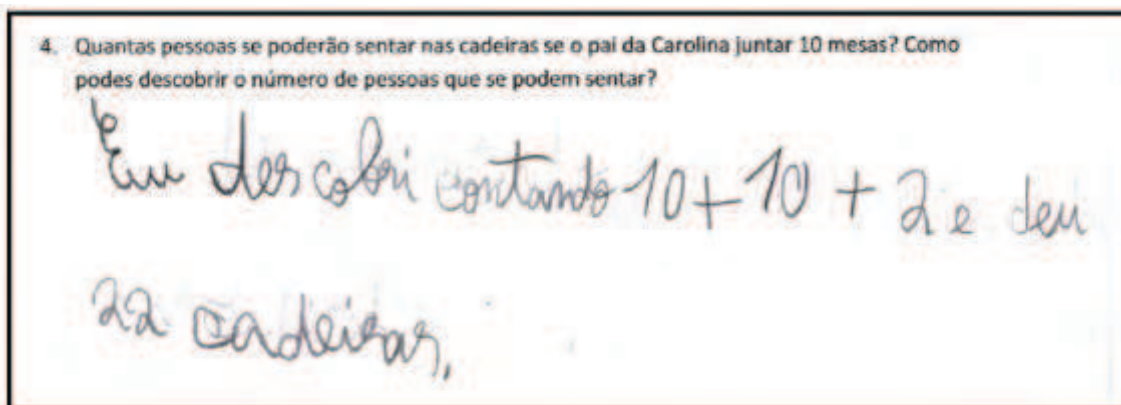 4. Quantas pessoas se poderão sentar nas cadeiras se o pai da Carolina juntar 10 mesas? Como
podes descobrir o número de pessoas que se podem sentar?
Eu descobri contando 10+10 + 2 e deu
22 cadeiras,